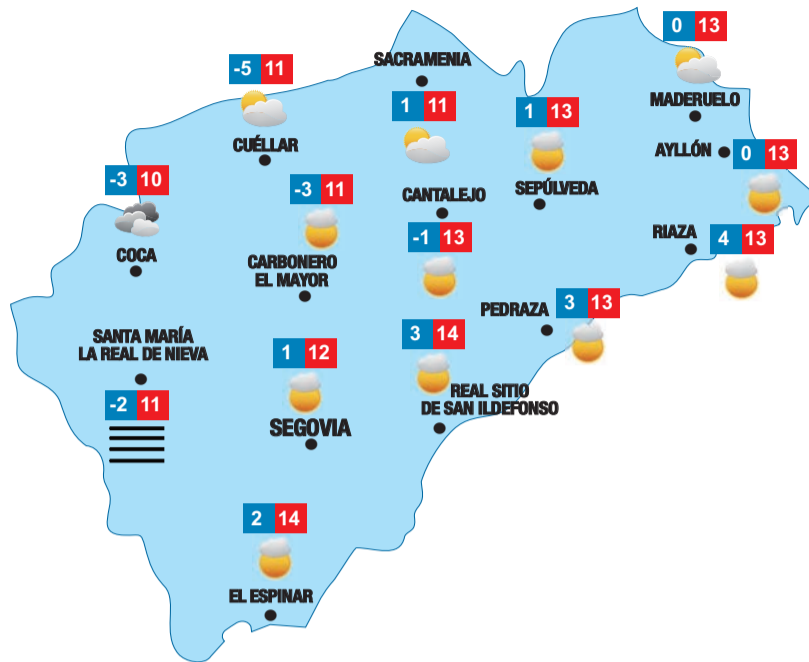 0 13
SACRAMENIA
-5 11
MADERUELO
1 11
1 13
CUÉLLAR
AYLLÓN
0 13
-3 10
-3 11
CANTALEJO
SEPÚLVEDA
COCA
CARBONERO
EL MAYOR
-1 13
RIAZA
4 13
PEDRAZA
3 13
SANTA MARÍA
LA REAL DE NIEVA
1 12
3 14
-2 11
REAL SITIO
DE SAN ILDEFONSO
SEGOVIA
2 14
EL ESPINAR